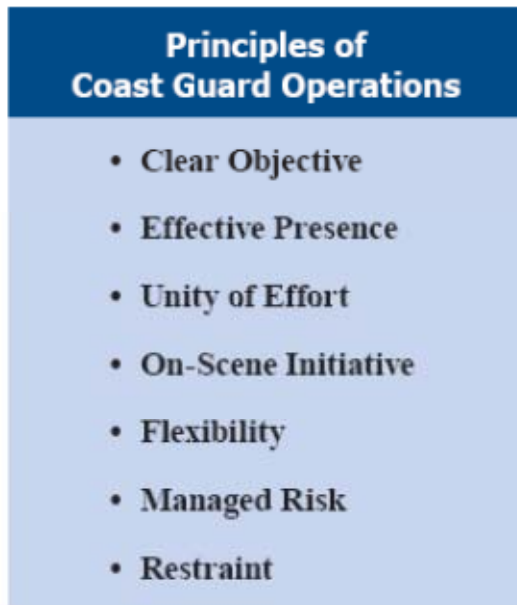 Principles of
Coast Guard Operations
• Clear Objective
• Effective Presence
• Unity of Effort
• On-Scene Initiative
• Flexibility
• Managed Risk
• Restraint